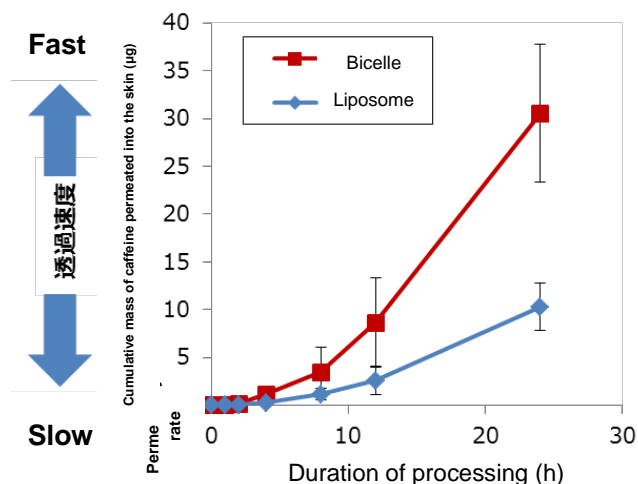 Fast
透過速度
Slow
Cumulative mass of caffeine permeated into the skin (µg)
Perme
rate
40
35
30
25
20
15
10
5
0
10
20
30
Bicelle
Liposome
Duration of processing (h)